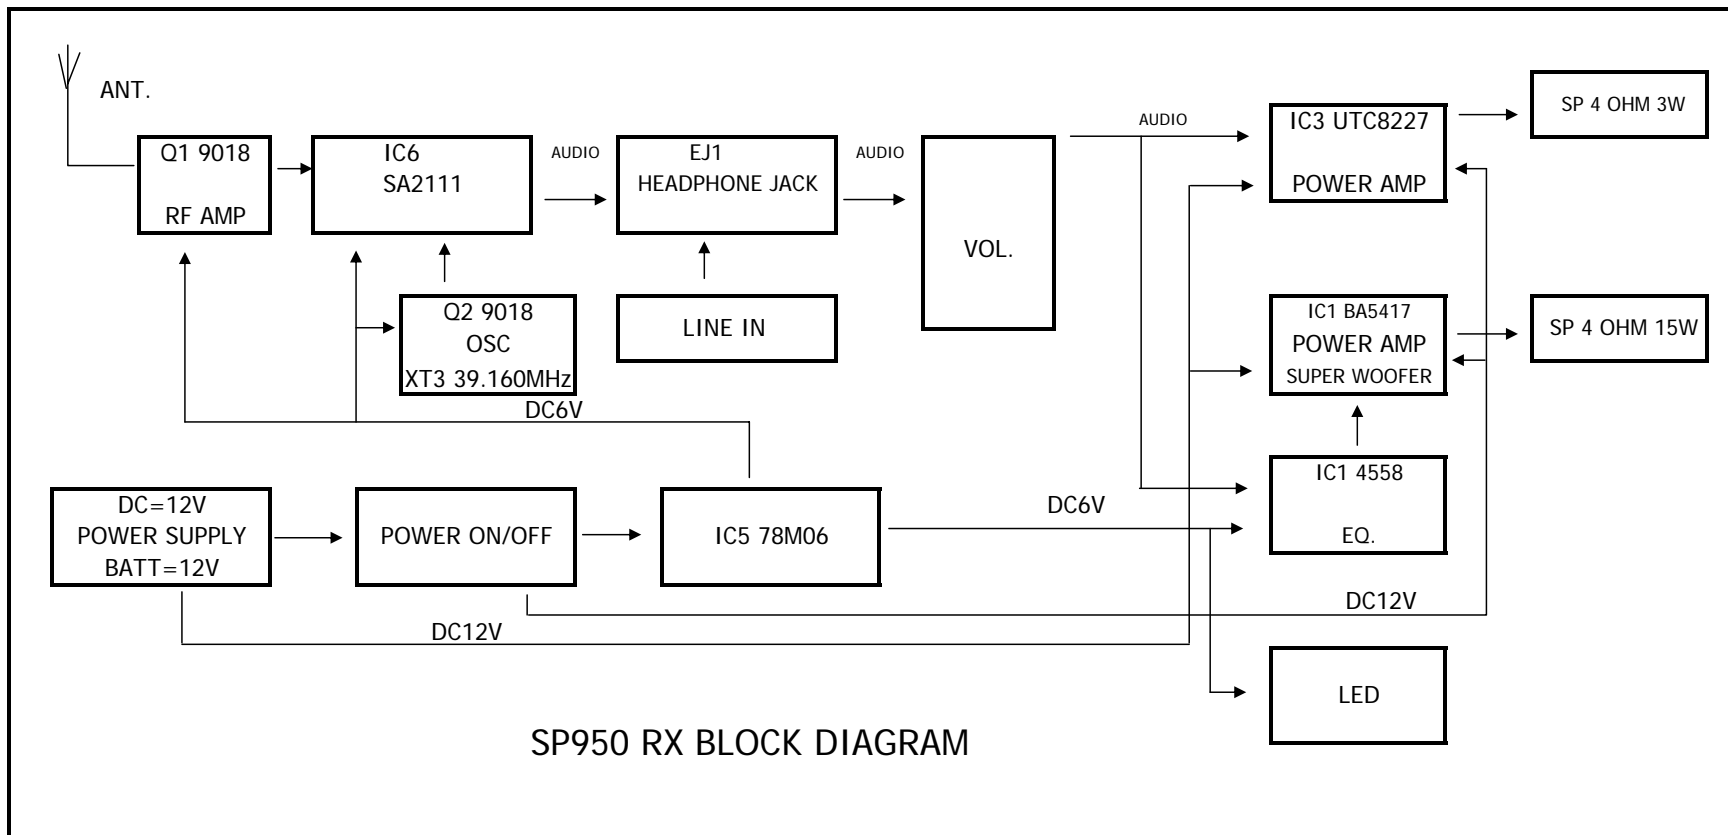 ANT.
Q1 9018
RF AMP
IC6
SA2111
AUDIO
EJ1
HEADPHONE JACK
AUDIO
VOL.
AUDIO
IC3 UTC8227
POWER AMP
SP 4 OHM 3W
Q2 9018
OSC
XT3 39.160MHz
LINE IN
IC1 BA5417
POWER AMP
SUPER WOOFER
SP 4 OHM 15W
DC6V
DC=12V
POWER SUPPLY
BATT=12V
POWER ON/OFF
IC5 78M06
DC6V
IC1 4558
EQ.
DC12V
DC12V
LED
SP950 RX BLOCK DIAGRAM